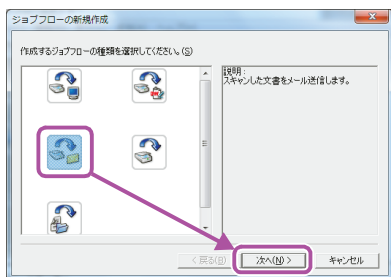 ジョブフローの新規作成
作成するジョブフローの種類を選択してください。(S)
説明:
スキャンした文書をメール送信します。
< 戻る(B)
次へ(N) >
キャンセル